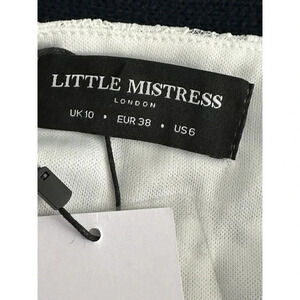 LITTLE MISTRESS
LONDON
UK 10 • EUR 38 • US 6